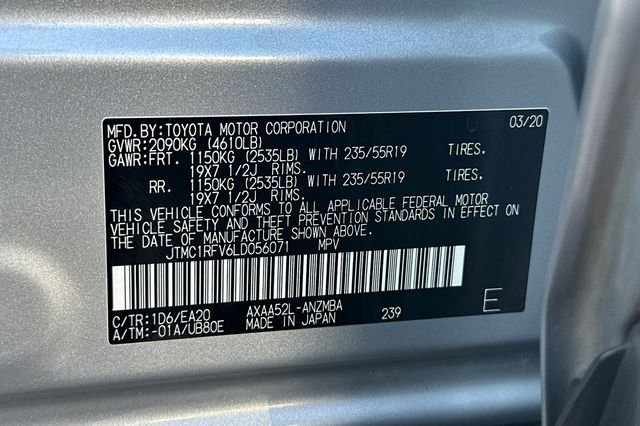 MFD.BY:TOYOTA MOTOR CORPORATION 03/20
GVWR:2090KG (4610LB)
GAWR:FRT. 1150KG (2535LB) WITH 235/55R19 TIRES.
19X7 1/2J RIMS.
RR. 1150KG (2535LB) WITH 235/55R19 TIRES.
19X7 1/2J RIMS.
THIS VEHICLE CONFORMS TO ALL APPLICABLE FEDERAL MOTOR
VEHICLE SAFETY AND THEFT PREVENTION STANDARDS IN EFFECT ON
THE DATE OF MANUFACTURE SHOWN ABOVE.
JTMC1RFV6LD056071 MPV
C/TR:1D6/EA20 AXAA52L-ANZMBA 239 E
A/TM:-01A/UB80E MADE IN JAPAN